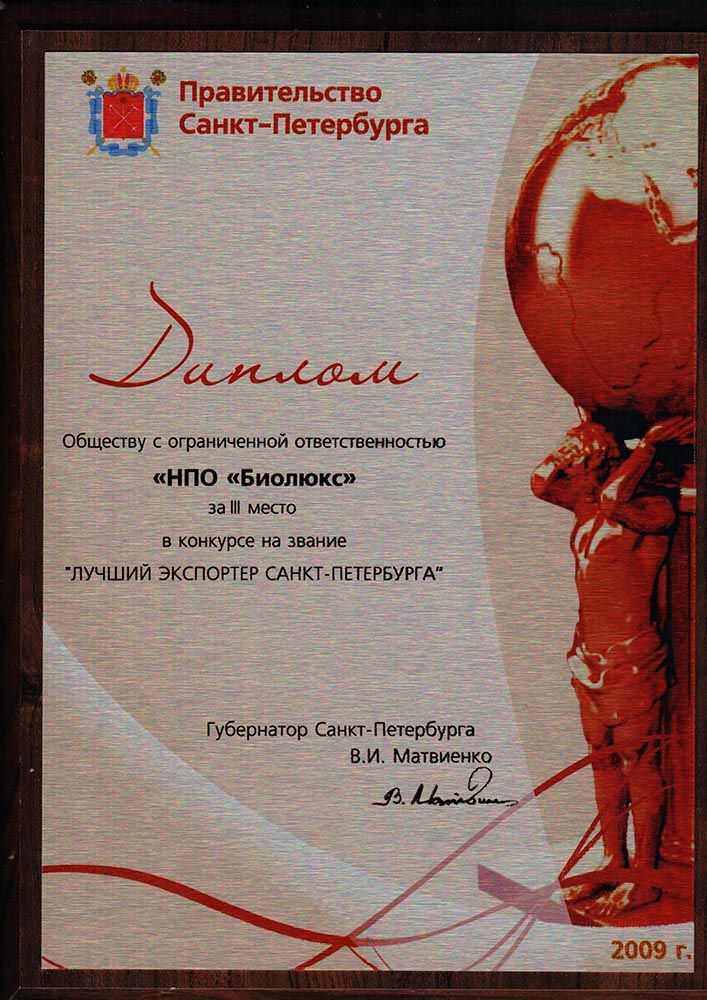 Правительство
Санкт-Петербурга
Диплом
Обществу с ограниченной ответственностью
«НПО «Биолюкс»
за III место
в конкурсе на звание
"ЛУЧШИЙ ЭКСПОРТЕР САНКТ-ПЕТЕРБУРГА"
Губернатор Санкт-Петербурга
В.И. Матвиенко
2009 г.